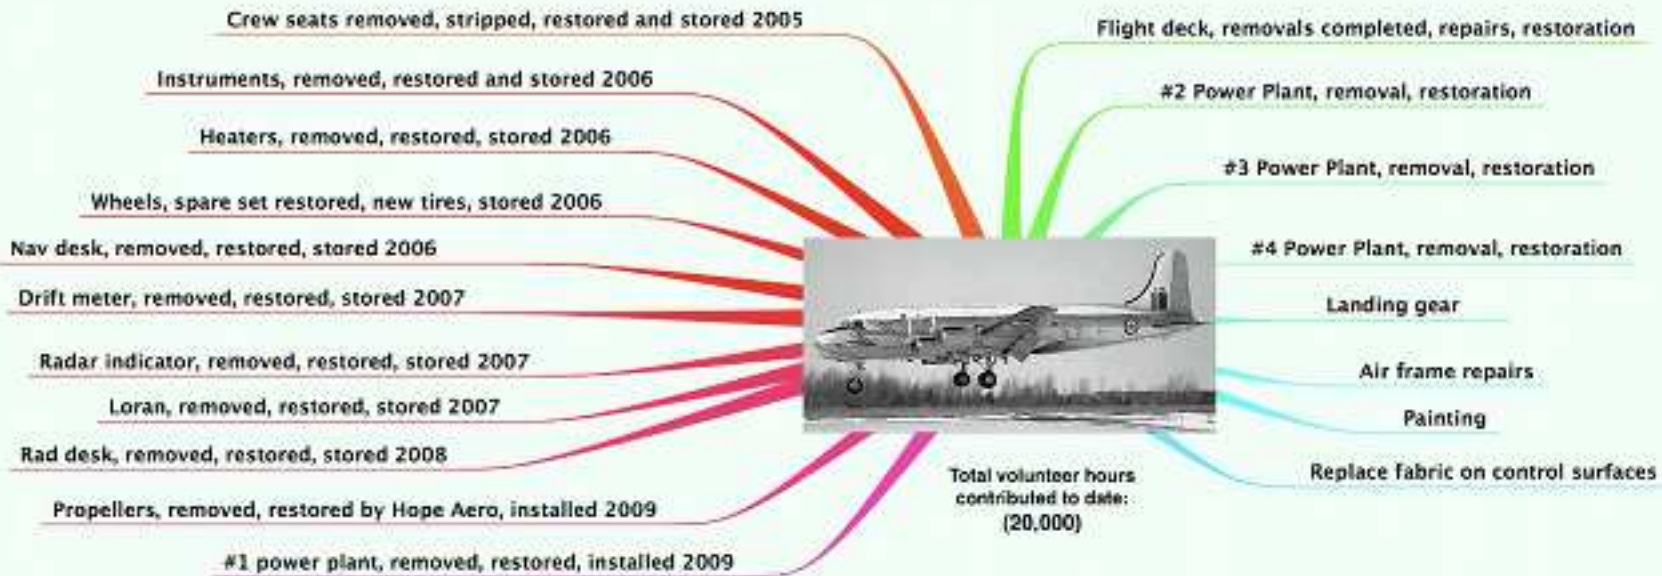 Crew seats removed, stripped, restored and stored 2005
Instruments, removed, restored and stored 2006
Heaters, removed, restored, stored 2006
Wheels, spare set restored, new tires, stored 2006
Nav desk, removed, restored, stored 2006
Drift meter, removed, restored, stored 2007
Radar indicator, removed, restored, stored 2007
Loran, removed, restored, stored 2007
Rad desk, removed, restored, stored 2008
Propellers, removed, restored by Hope Aero, installed 2009
#1 power plant, removed, restored, installed 2009
Flight deck, removals completed, repairs, restoration
#2 Power Plant, removal, restoration
#3 Power Plant, removal, restoration
#4 Power Plant, removal, restoration
Landing gear
Air frame repairs
Painting
Replace fabric on control surfaces
Total volunteer hours
contributed to date:
(20,000)